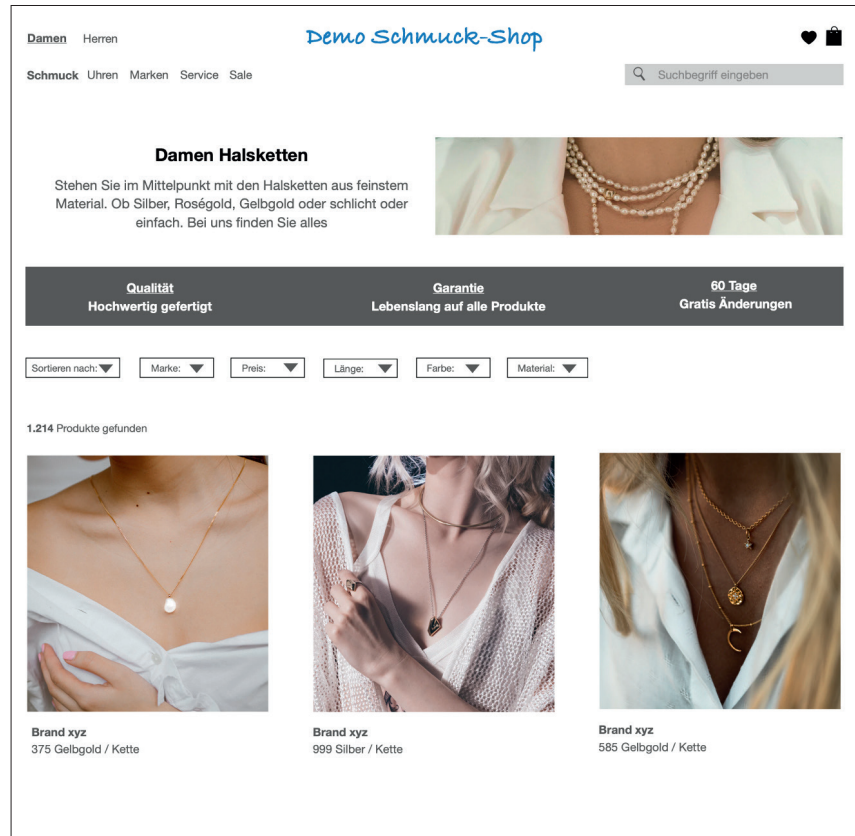 Damen Herren
Demo Schmuck-Shop
Schmuck Uhren Marken Service Sale
Suchbegriff eingeben
Damen Halsketten
Stehen Sie im Mittelpunkt mit den Halsketten aus feinstem
Material. Ob Silber, Roségold, Gelbgold oder schlicht oder
einfach. Bei uns finden Sie alles
Qualität
Hochwertig gefertigt
Garantie
Lebenslang auf alle Produkte
60 Tage
Gratis Änderungen
Sortieren nach: Marke: Preis: Länge: Farbe: Material:
1.214 Produkte gefunden
Brand xyz
375 Gelbgold / Kette
Brand xyz
999 Silber / Kette
Brand xyz
585 Gelbgold / Kette